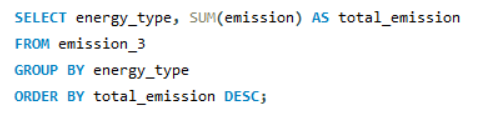 SELECT energy_type, SUM(emission) AS total_emission
FROM emission_3
GROUP BY energy_type
ORDER BY total_emission DESC;